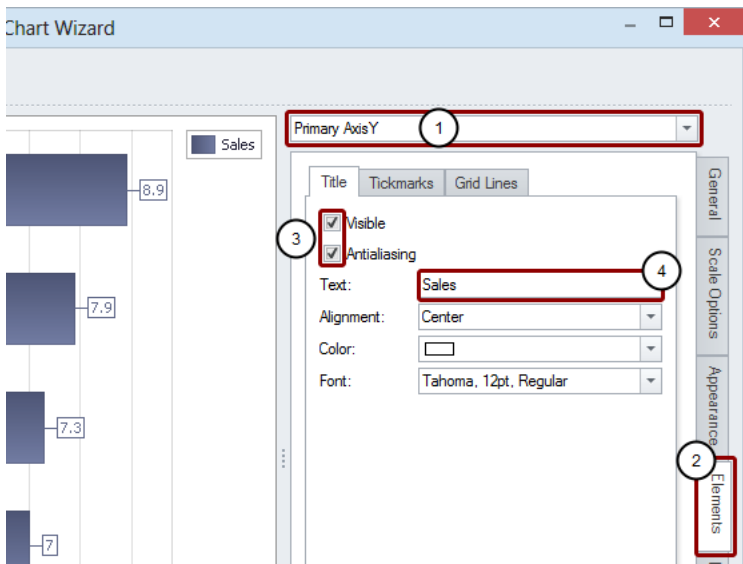 Chart Wizard
Primary AxisY
1
Sales
8.9
7.9
7.3
7
Title Tickmarks Grid Lines
3
Visible
Antialiasing
4
Text: Sales
Alignment: Center
Color:
Font: Tahoma, 12pt, Regular
General
Scale Options
Appearance
2
Elements